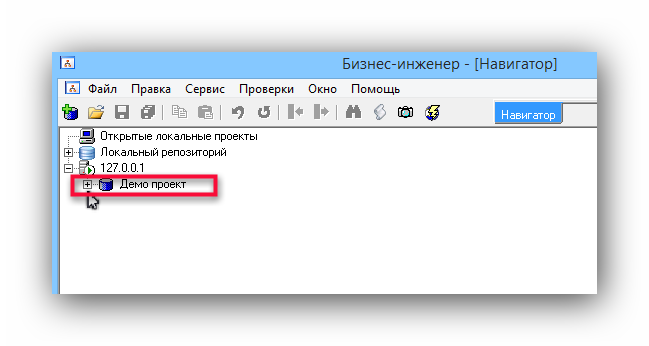 Бизнес-инженер - [Навигатор]
Файл Правка Сервис Проверки Окно Помощь
Навигатор
Открытые локальные проекты
Локальный репозиторий
127.0.0.1
Демо проект